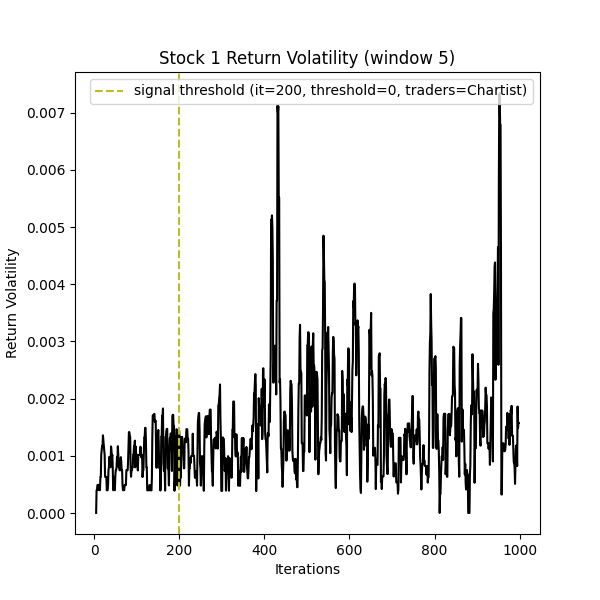 Stock 1 Return Volatility (window 5)
signal threshold (it=200, threshold=0, traders=Chartist)
0.007
0.006
0.005
0.004
0.003
0.002
0.001
0.000
Return Volatility
0 200 400 600 800 1000
Iterations